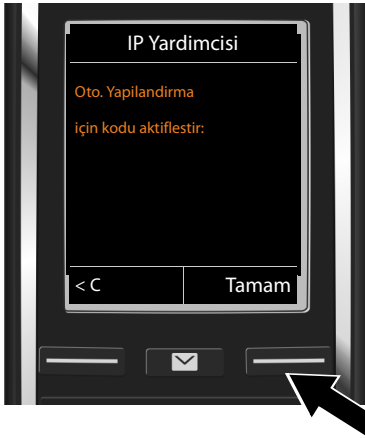 IP Yardimcisi
Oto. Yapilandirma
için kodu aktiflestir:
< C Tamam